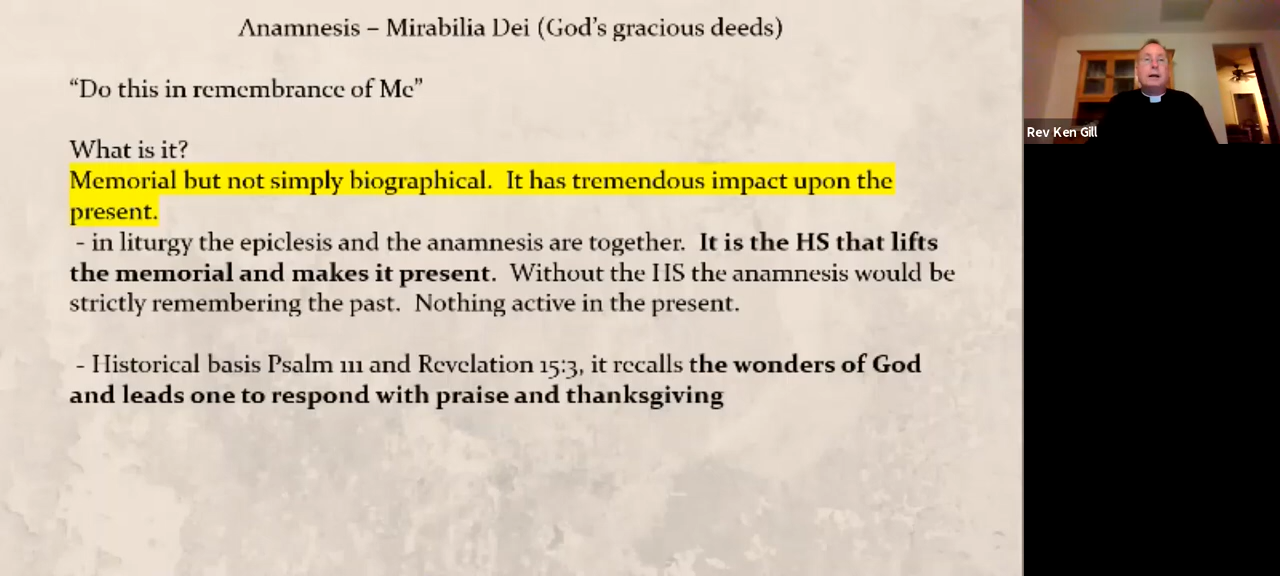 Anamnesis – Mirabilia Dei (God’s gracious deeds)
“Do this in remembrance of Me”
What is it?
Memorial but not simply biographical. It has tremendous impact upon the
present.
- in liturgy the epiclesis and the anamnesis are together. It is the HS that lifts
the memorial and makes it present. Without the HS the anamnesis would be
strictly remembering the past. Nothing active in the present.
- Historical basis Psalm 111 and Revelation 15:3, it recalls the wonders of God
and leads one to respond with praise and thanksgiving
Rev Ken Gill